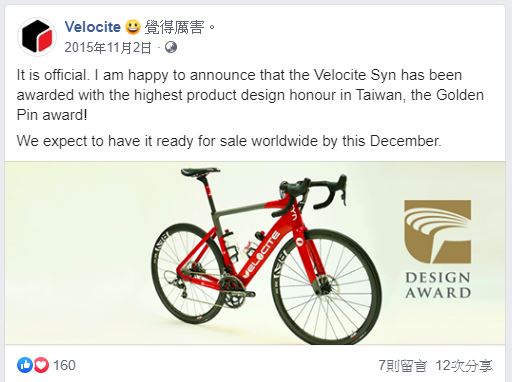 Velocite 😀 覺得厲害。
2015年11月2日 ·
It is official. I am happy to announce that the Velocite Syn has been
awarded with the highest product design honour in Taiwan, the Golden
Pin award!
We expect to have it ready for sale worldwide by this December.
VELOCITE
DESIGN
AWARD
160
7則留言 12次分享